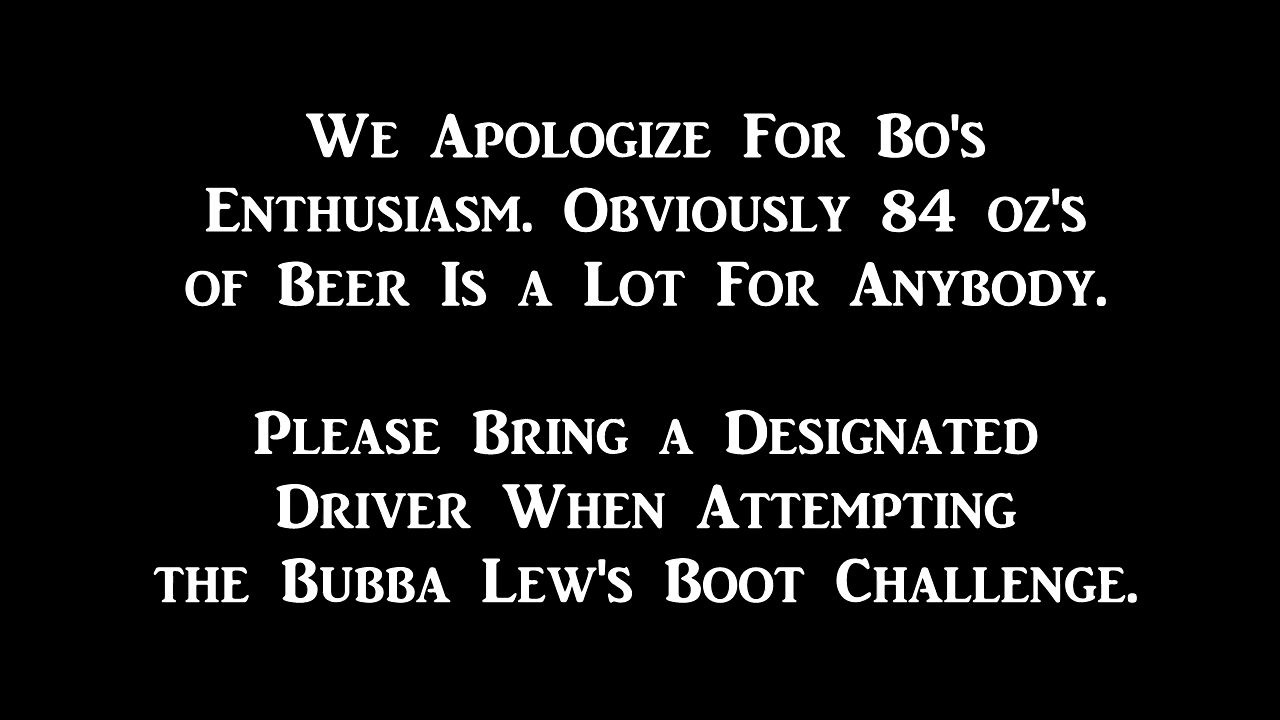 We Apologize For Bo's
Enthusiasm. Obviously 84 oz's
of Beer Is a Lot For Anybody.
Please Bring a Designated
Driver When Attempting
the Bubba Lew's Boot Challenge.